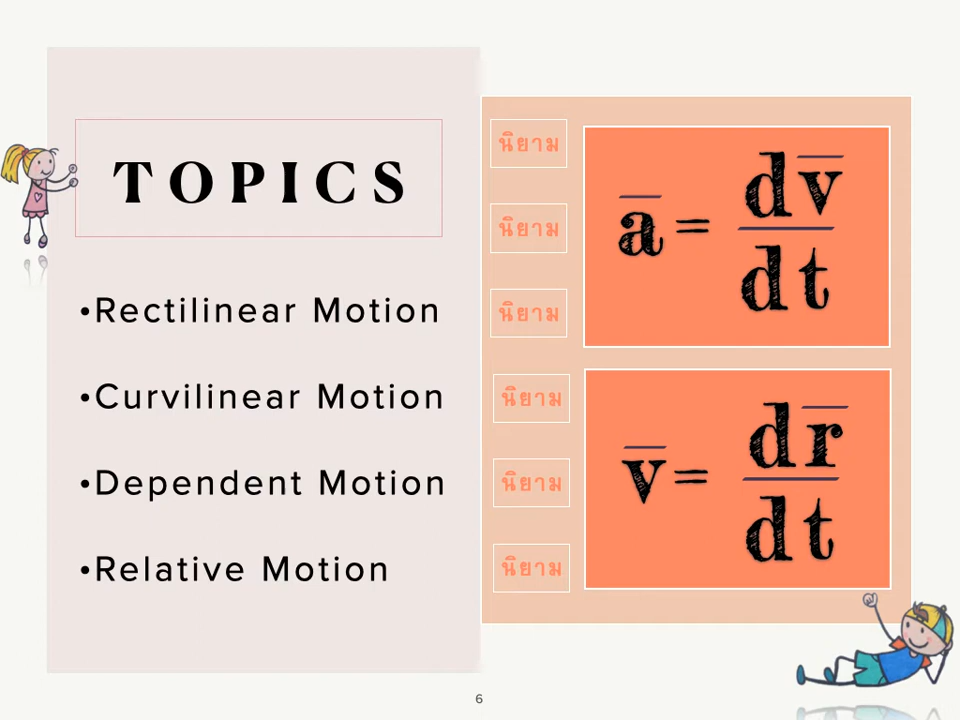 TOPICS
•Rectilinear Motion
•Curvilinear Motion
•Dependent Motion
•Relative Motion
นิยาม
นิยาม
นิยาม
นิยาม
นิยาม
นิยาม
a̅ = dv̅/dt
v̅ = dr̅/dt
6